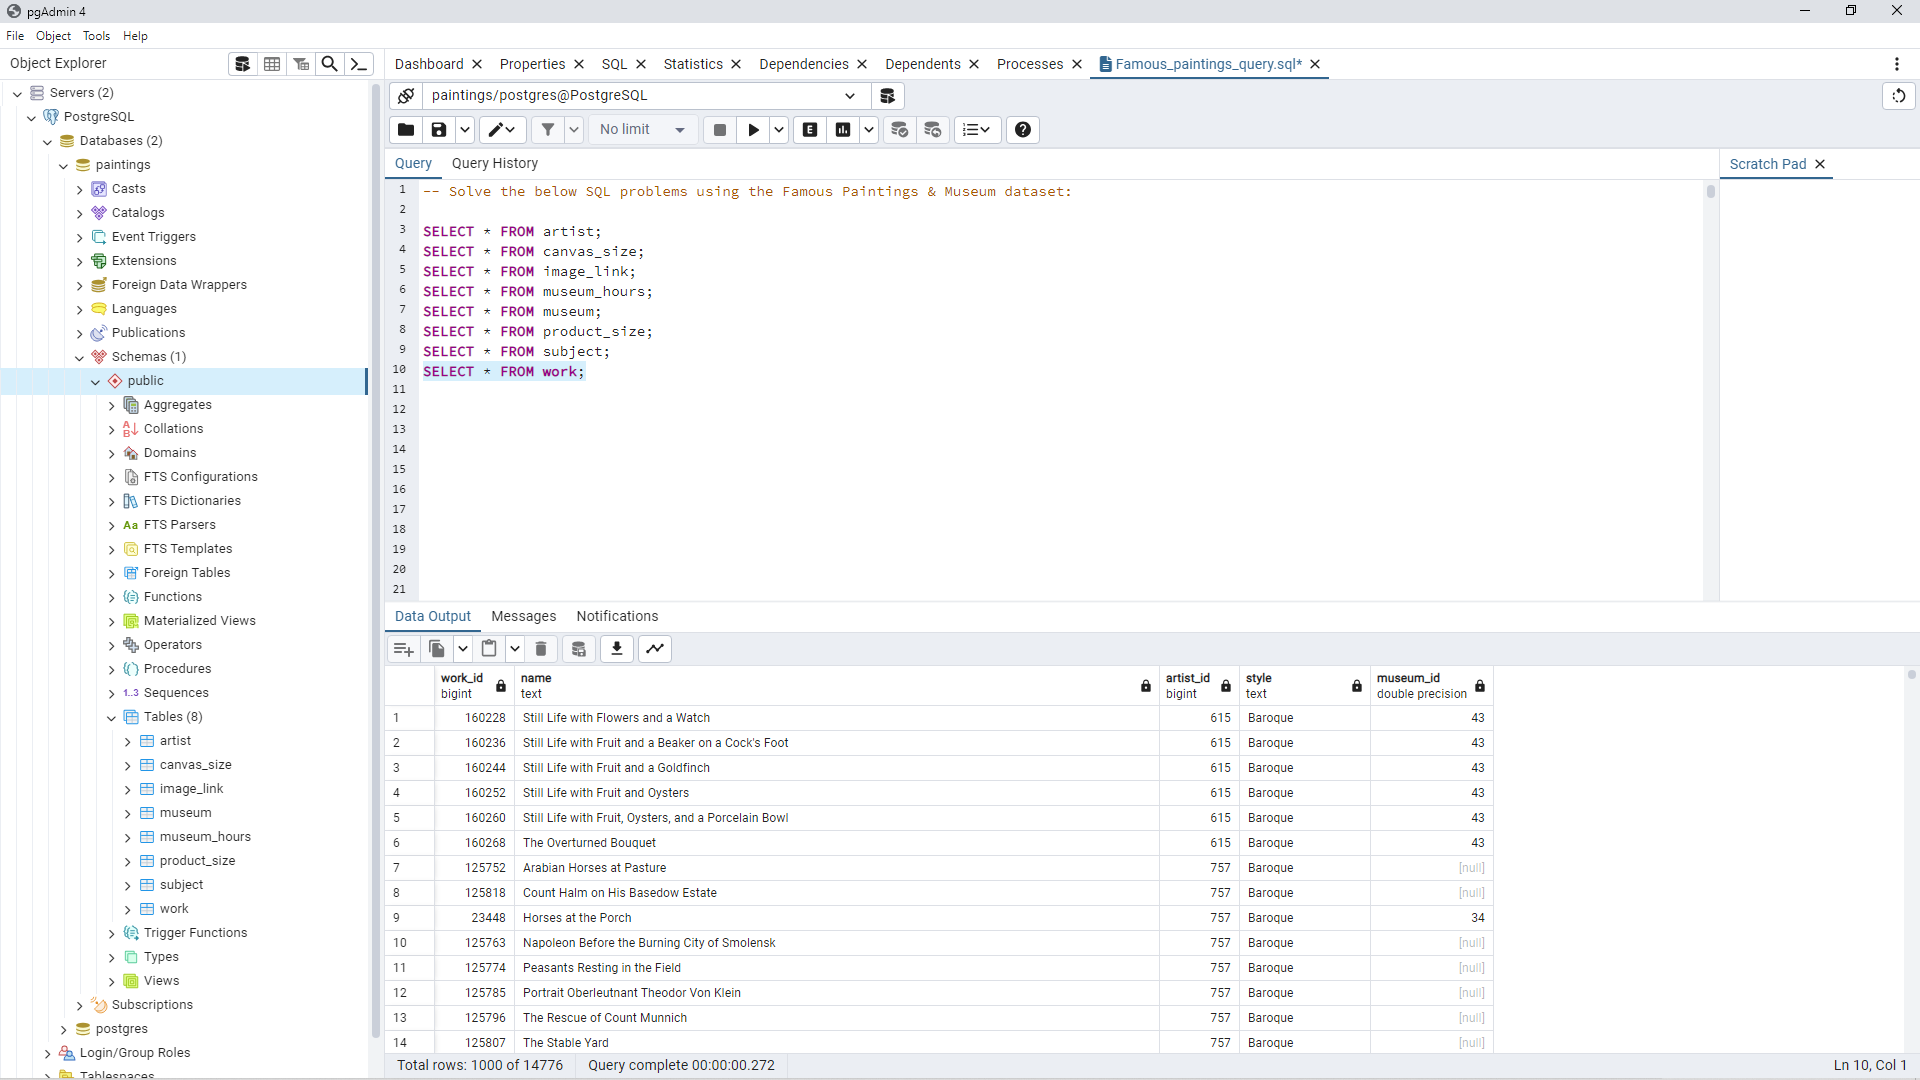 pgAdmin 4
File Object Tools Help
Object Explorer
Dashboard Properties SQL Statistics Dependencies Dependents Processes Famous_paintings_query.sql*
Servers (2)
PostgreSQL
Databases (2)
paintings
Casts
Catalogs
Event Triggers
Extensions
Foreign Data Wrappers
Languages
Publications
Schemas (1)
public
Aggregates
Collations
Domains
FTS Configurations
FTS Dictionaries
Aa FTS Parsers
FTS Templates
Foreign Tables
Functions
Materialized Views
Operators
Procedures
1..3 Sequences
Tables (8)
artist
canvas_size
image_link
museum
museum_hours
product_size
subject
work
Trigger Functions
Types
Views
Subscriptions
postgres
Login/Group Roles
Tablespaces
paintings/postgres@PostgreSQL
No limit
E
Query Query History
Scratch Pad
1 -- Solve the below SQL problems using the Famous Paintings & Museum dataset:
2
3 SELECT * FROM artist;
4 SELECT * FROM canvas_size;
5 SELECT * FROM image_link;
6 SELECT * FROM museum_hours;
7 SELECT * FROM museum;
8 SELECT * FROM product_size;
9 SELECT * FROM subject;
10 SELECT * FROM work;
11
12
13
14
15
16
17
18
19
20
21
Data Output Messages Notifications
work_id name artist_id style museum_id
bigint text bigint text double precision
1 160228 Still Life with Flowers and a Watch 615 Baroque 43
2 160236 Still Life with Fruit and a Beaker on a Cock's Foot 615 Baroque 43
3 160244 Still Life with Fruit and a Goldfinch 615 Baroque 43
4 160252 Still Life with Fruit and Oysters 615 Baroque 43
5 160260 Still Life with Fruit, Oysters, and a Porcelain Bowl 615 Baroque 43
6 160268 The Overturned Bouquet 615 Baroque 43
7 125752 Arabian Horses at Pasture 757 Baroque [null]
8 125818 Count Halm on His Basedow Estate 757 Baroque [null]
9 23448 Horses at the Porch 757 Baroque 34
10 125763 Napoleon Before the Burning City of Smolensk 757 Baroque [null]
11 125774 Peasants Resting in the Field 757 Baroque [null]
12 125785 Portrait Oberleutnant Theodor Von Klein 757 Baroque [null]
13 125796 The Rescue of Count Munnich 757 Baroque [null]
14 125807 The Stable Yard 757 Baroque [null]
Total rows: 1000 of 14776 Query complete 00:00:00.272 Ln 10, Col 1